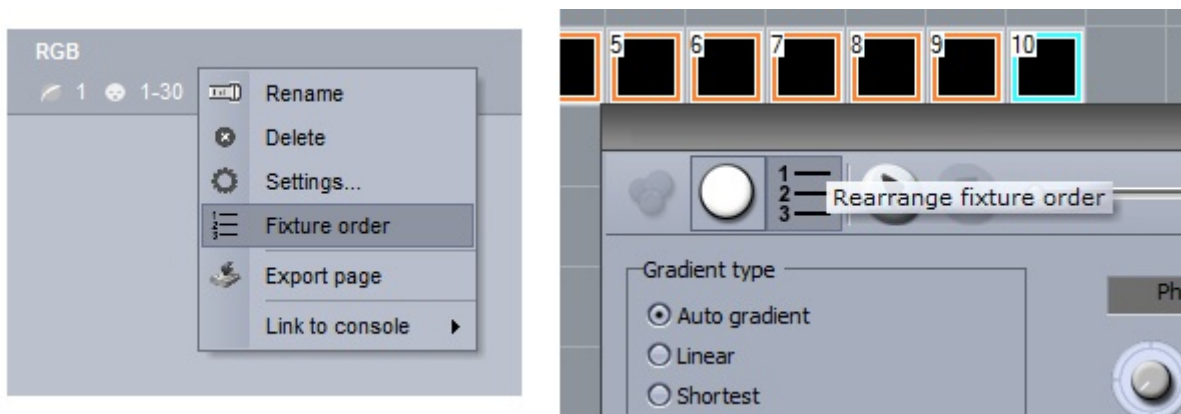 RGB
1 1-30
Rename
Delete
Settings...
Fixture order
Export page
Link to console
5 6 7 8 9 10
1
2
3
Rearrange fixture order
Gradient type
Auto gradient
Linear
Shortest
Ph